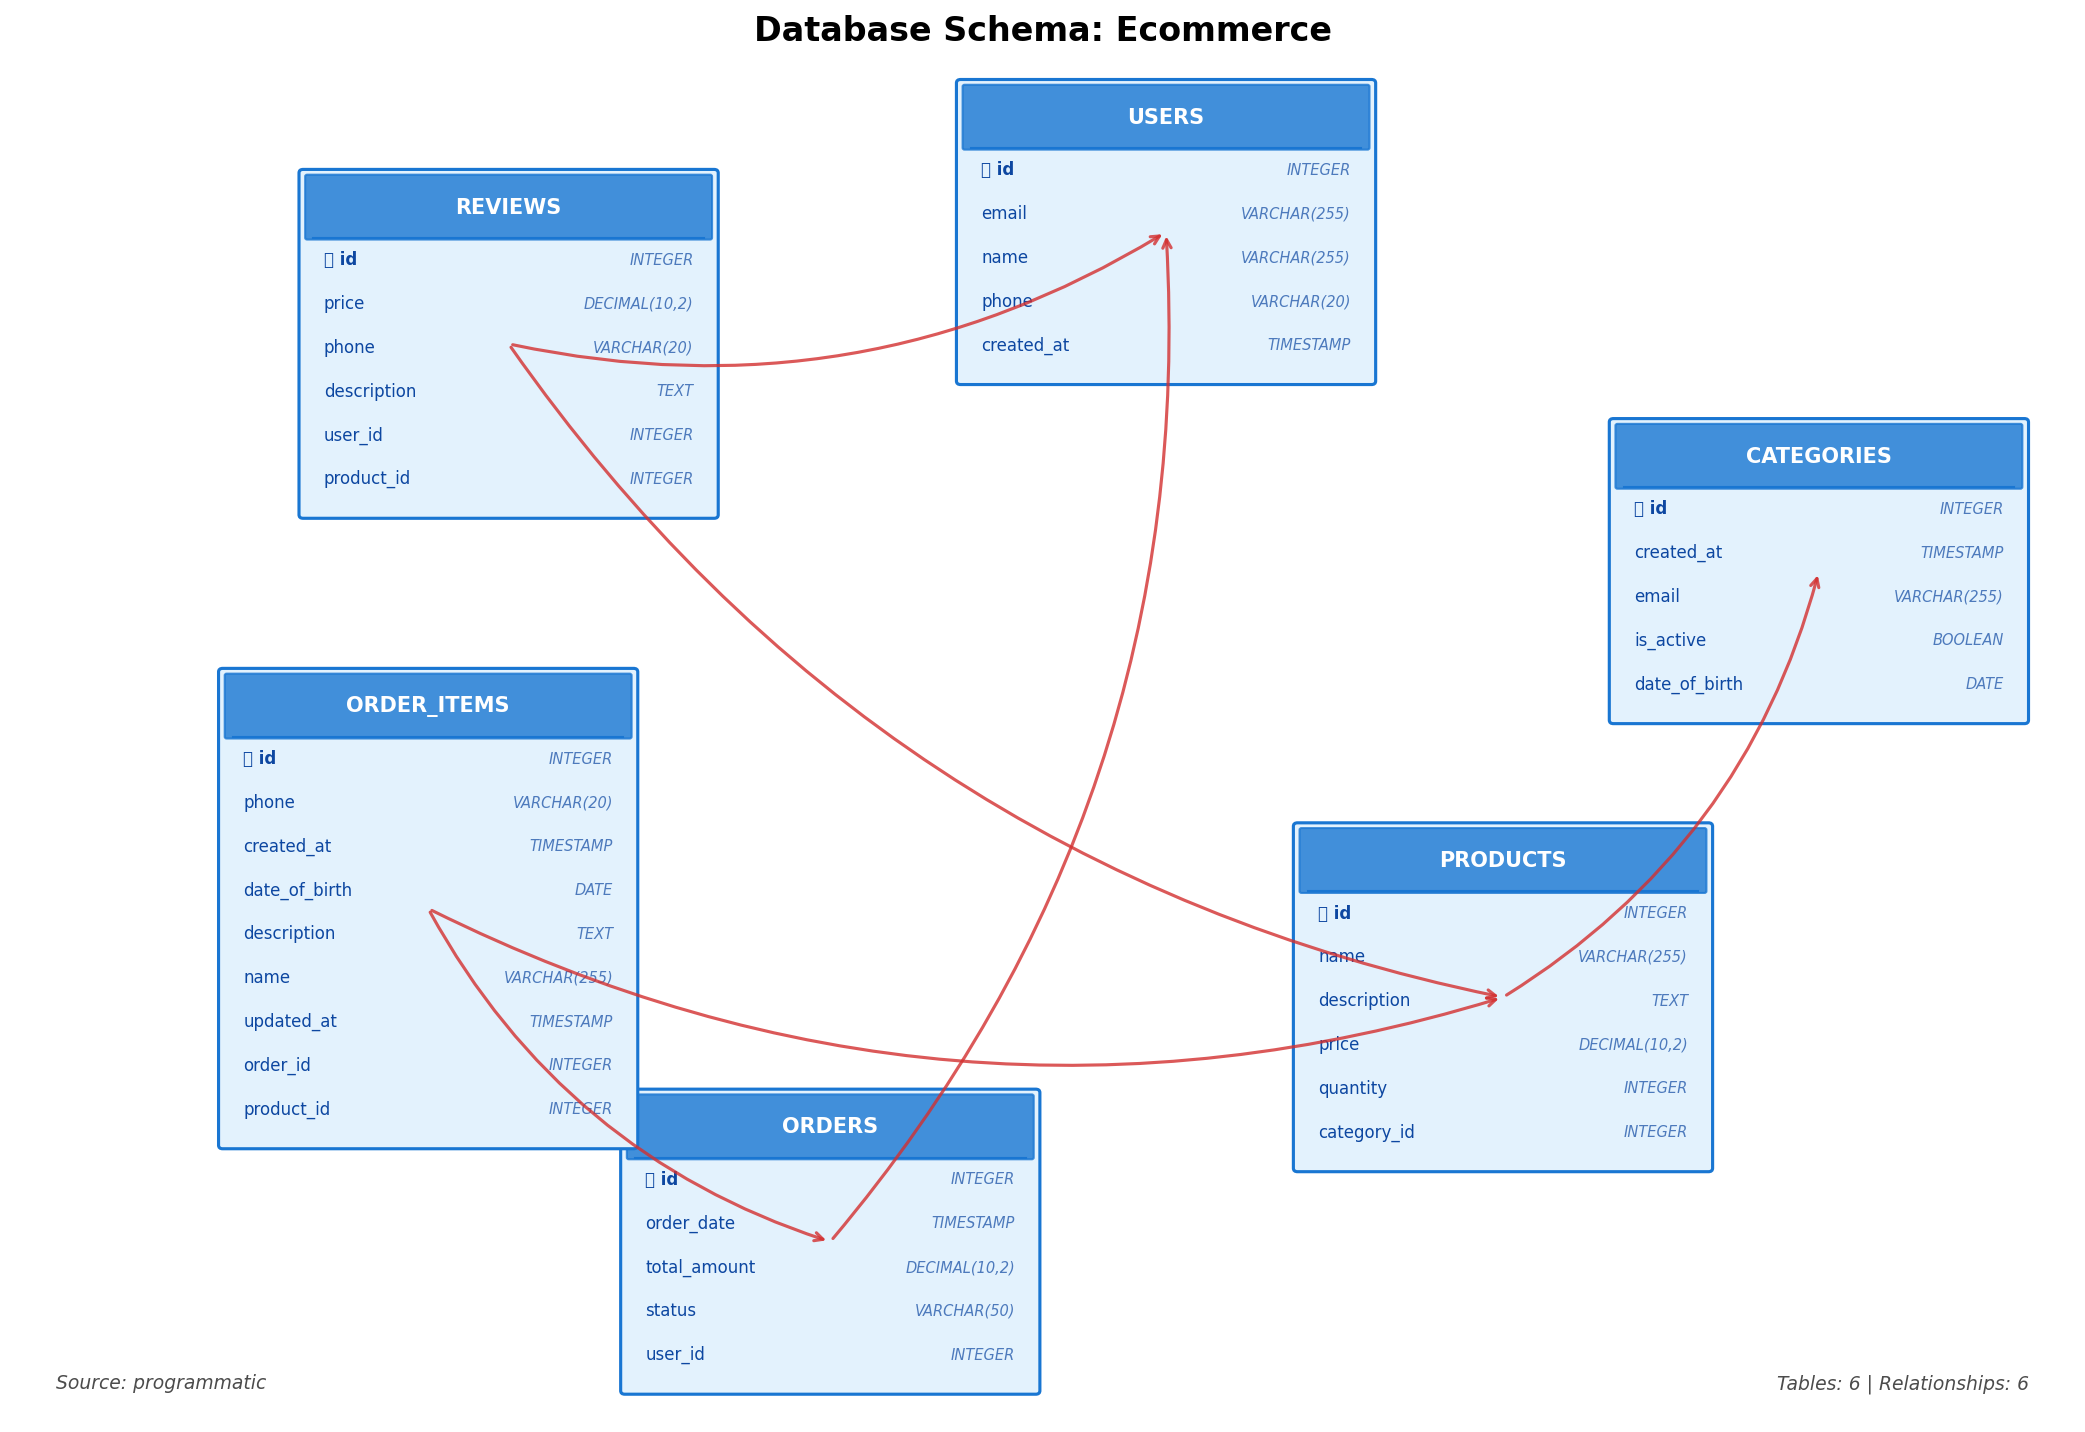 Database Schema: Ecommerce
USERS
id INTEGER
email VARCHAR(255)
name VARCHAR(255)
phone VARCHAR(20)
created_at TIMESTAMP
REVIEWS
id INTEGER
price DECIMAL(10,2)
phone VARCHAR(20)
description TEXT
user_id INTEGER
product_id INTEGER
CATEGORIES
id INTEGER
created_at TIMESTAMP
email VARCHAR(255)
is_active BOOLEAN
date_of_birth DATE
ORDER_ITEMS
id INTEGER
phone VARCHAR(20)
created_at TIMESTAMP
date_of_birth DATE
description TEXT
name VARCHAR(255)
updated_at TIMESTAMP
order_id INTEGER
product_id INTEGER
PRODUCTS
id INTEGER
name VARCHAR(255)
description TEXT
price DECIMAL(10,2)
quantity INTEGER
category_id INTEGER
ORDERS
id INTEGER
order_date TIMESTAMP
total_amount DECIMAL(10,2)
status VARCHAR(50)
user_id INTEGER
Source: programmatic
Tables: 6 | Relationships: 6